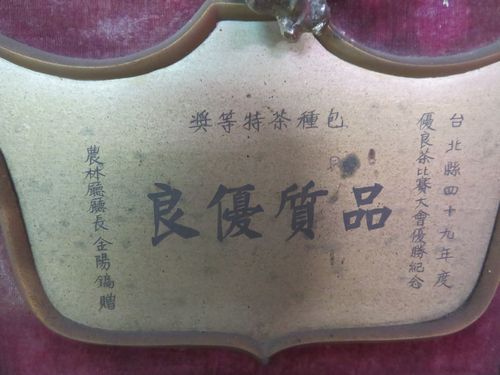 台北縣四十九年度
優良茶比賽大會優勝紀念
包種茶特等獎
品質優良
農林廳廳長金陽鎬贈